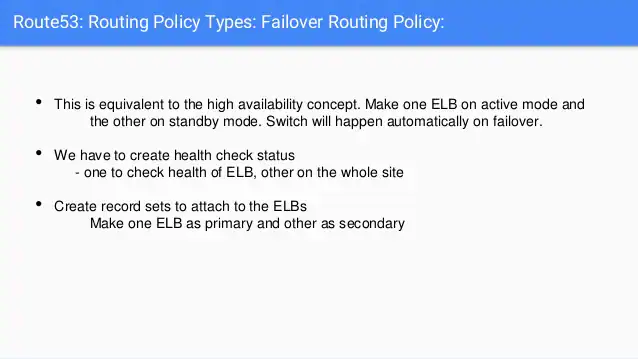 Route53: Routing Policy Types: Failover Routing Policy:
• This is equivalent to the high availability concept. Make one ELB on active mode and
the other on standby mode. Switch will happen automatically on failover.
• We have to create health check status
- one to check health of ELB, other on the whole site
• Create record sets to attach to the ELBs
Make one ELB as primary and other as secondary